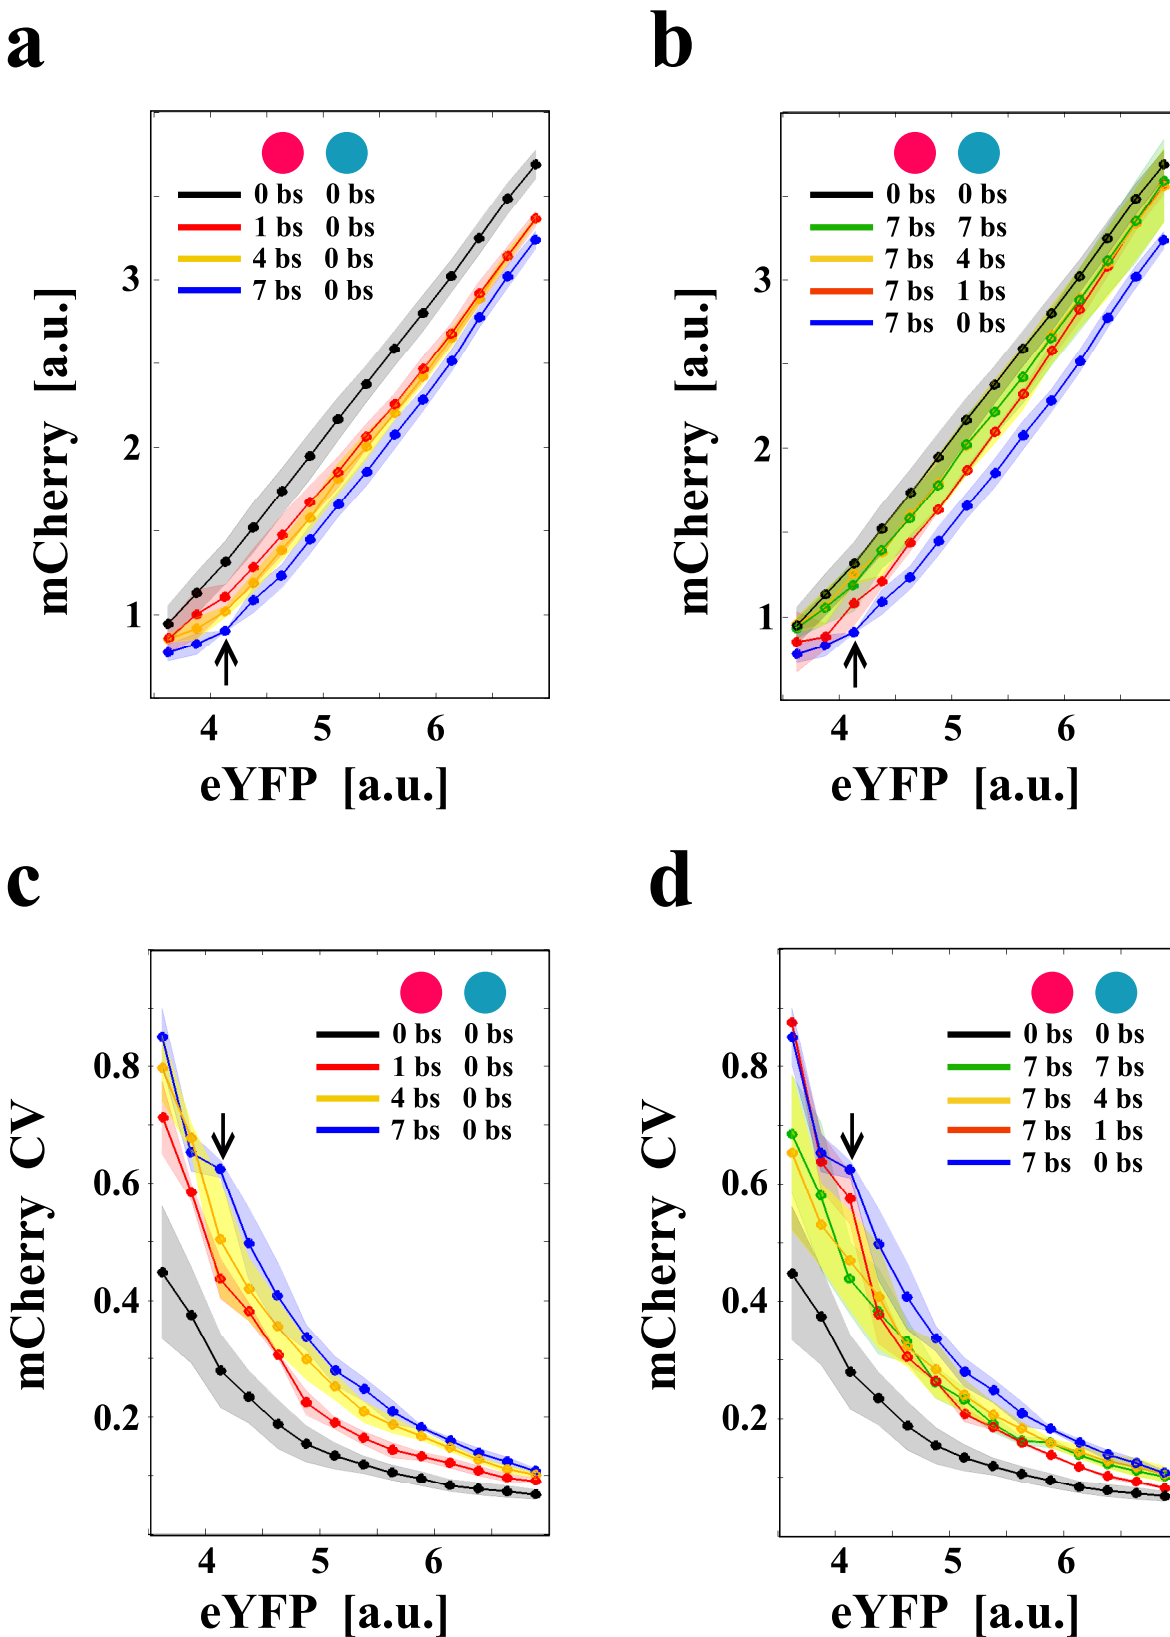 a
0 bs 0 bs
1 bs 0 bs
4 bs 0 bs
7 bs 0 bs
3
2
1
mCherry [a.u.]
4 5 6
eYFP [a.u.]
b
0 bs 0 bs
7 bs 7 bs
7 bs 4 bs
7 bs 1 bs
7 bs 0 bs
3
2
1
mCherry [a.u.]
4 5 6
eYFP [a.u.]
c
0 bs 0 bs
1 bs 0 bs
4 bs 0 bs
7 bs 0 bs
0.8
0.6
0.4
0.2
mCherry CV
4 5 6
eYFP [a.u.]
d
0 bs 0 bs
7 bs 7 bs
7 bs 4 bs
7 bs 1 bs
7 bs 0 bs
0.8
0.6
0.4
0.2
mCherry CV
4 5 6
eYFP [a.u.]